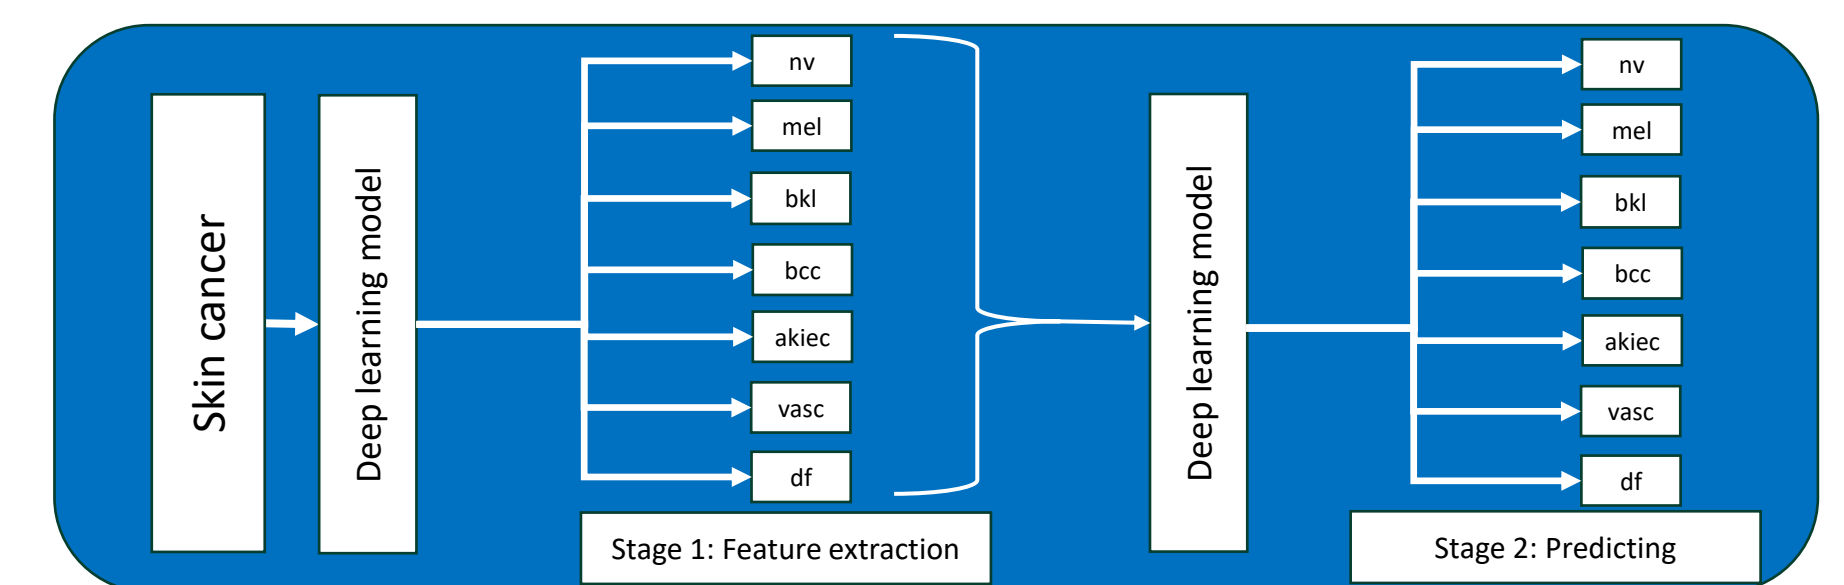 Skin cancer
Deep learning model
nv
mel
bkl
bcc
akiec
vasc
df
Stage 1: Feature extraction
Deep learning model
nv
mel
bkl
bcc
akiec
vasc
df
Stage 2: Predicting